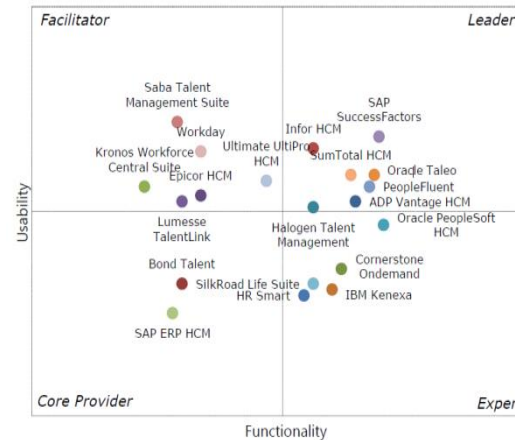 Facilitator
Leader
Saba Talent
Management Suite
SAP
SuccessFactors
Workday
Infor HCM
Kronos Workforce
Central Suite
Ultimate UltiPro
HCM
SumTotal HCM
Epicor HCM
Oracle Taleo
PeopleFluent
ADP Vantage HCM
Usability
Lumesse
TalentLink
Halogen Talent
Management
Oracle PeopleSoft
HCM
Bond Talent
Cornerstone
Ondemand
SilkRoad Life Suite
HR Smart
IBM Kenexa
SAP ERP HCM
Core Provider
Exper
Functionality